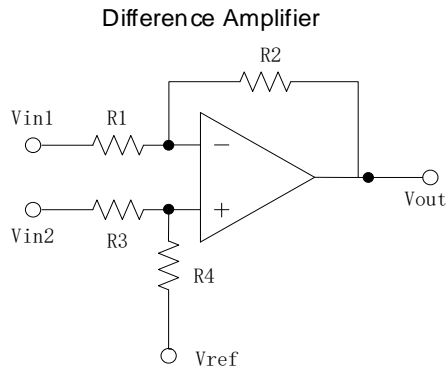 Difference Amplifier
R2
Vin1
R1
−
Vout
+
Vin2
R3
R4
Vref